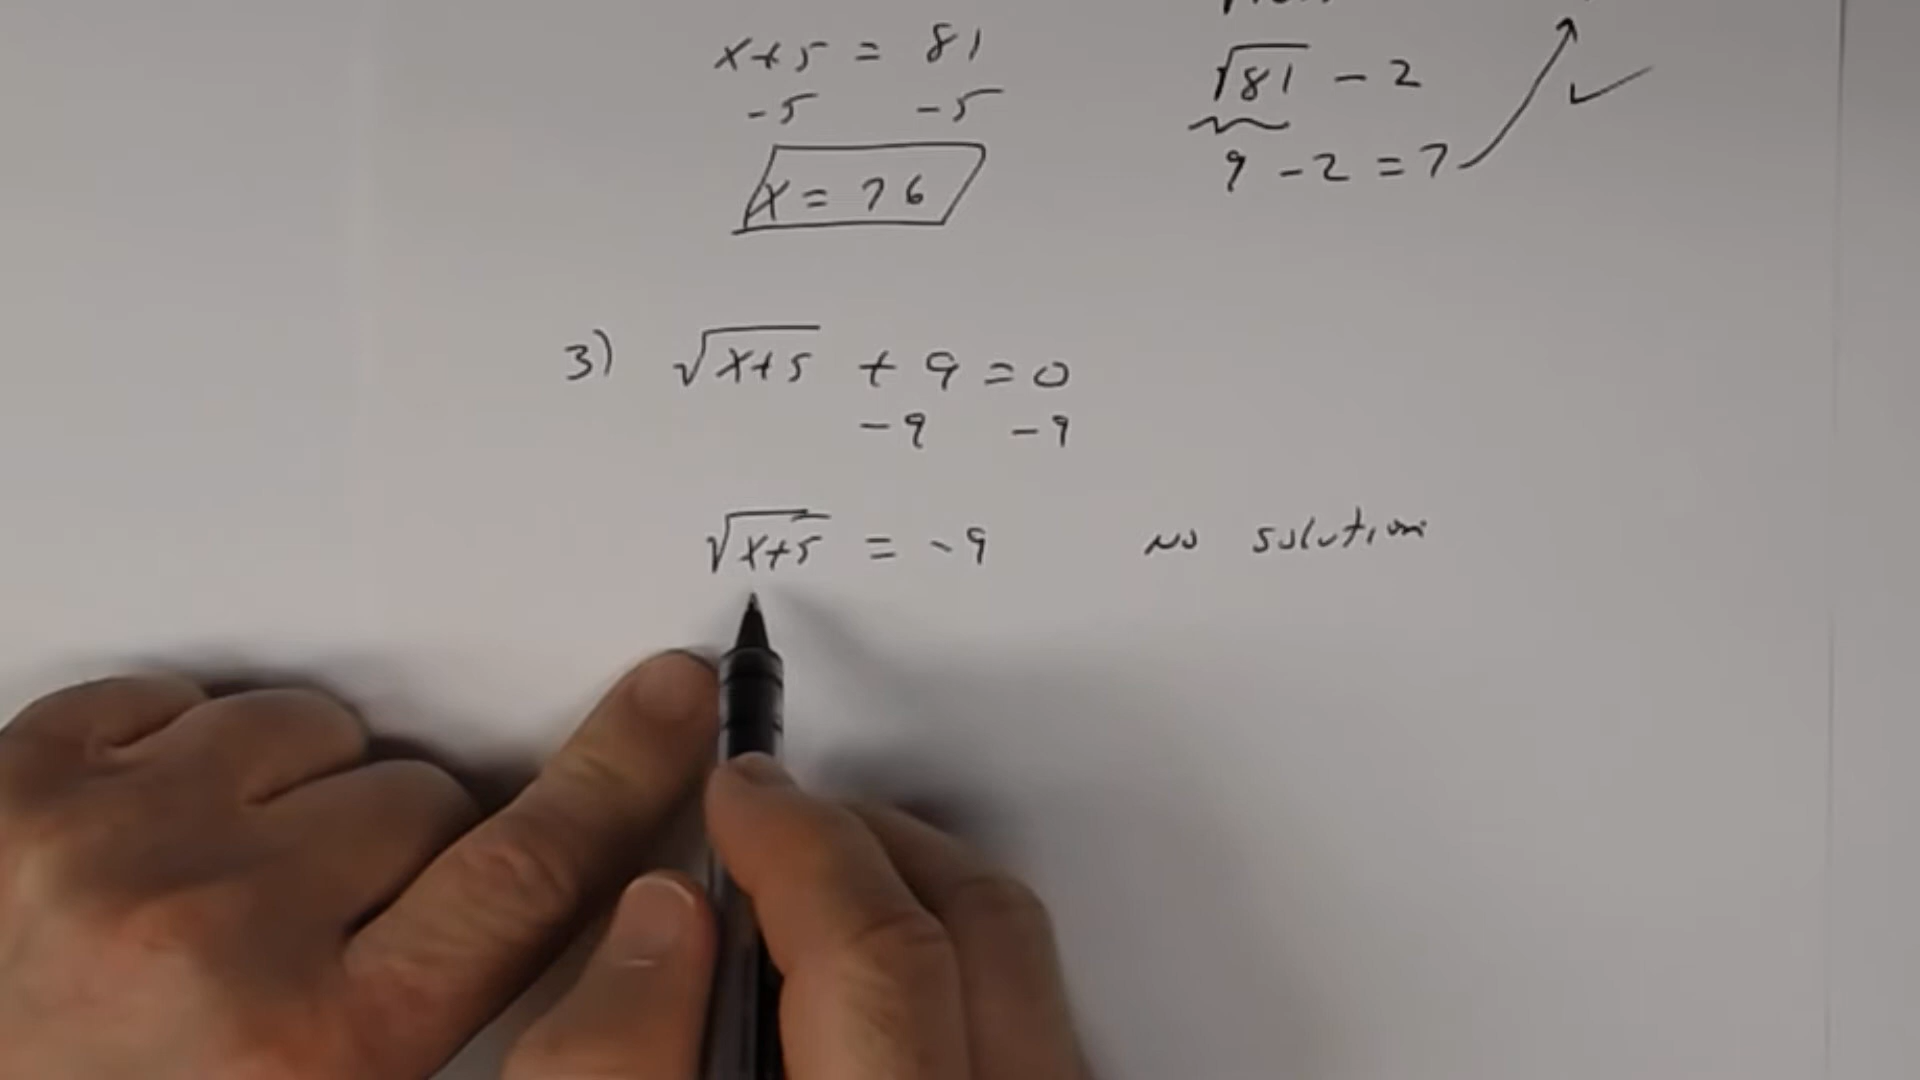 x+5 = 81
-5 -5
x = 76
√81 - 2
9 - 2 = 7 ✓
3) √x+5 + 9 = 0
-9 -9
√x+5 = -9 no solution